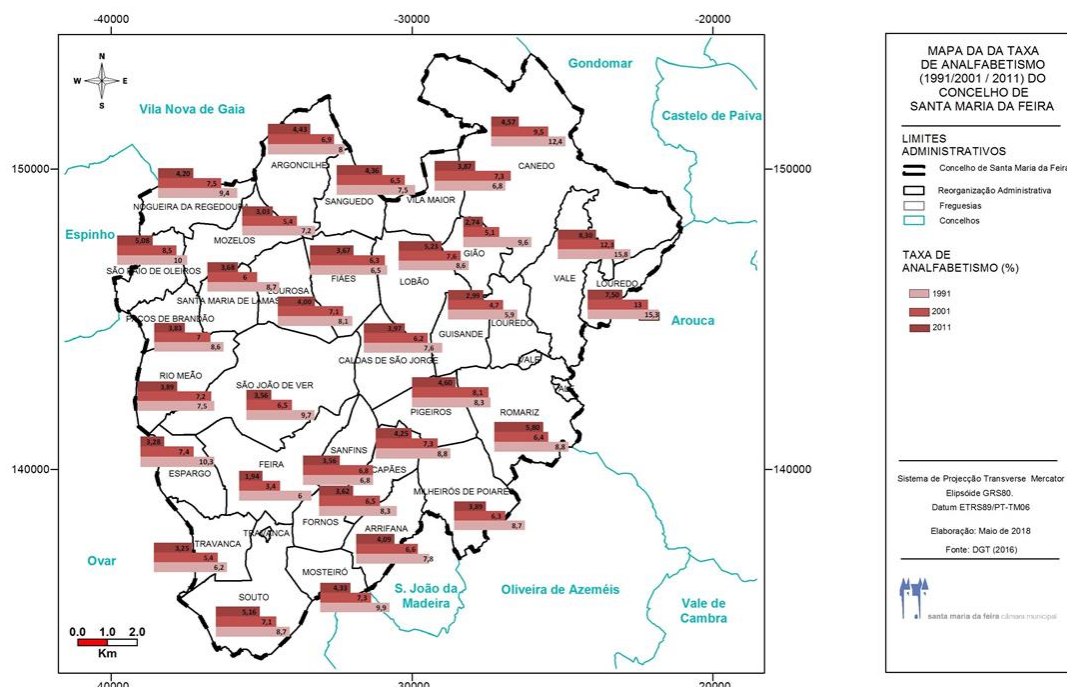 -40000 -30000 -20000
N
W E
S
Gondomar
Vila Nova de Gaia
Castelo de Paiva
150000 150000
4,57
9,5
12,4
CANEDO
4,43
6,9
8
ARGONCILHE
4,36
6,5
7,5
SANGUEDO
3,87
7,3
6,8
VILA MAIOR
4,20
7,5
9,4
NOGUEIRA DA REGEDOURA
3,03
5,4
7,2
MOZELOS
2,74
5,1
9,6
GIÃO
Espinho
5,08
8,5
10
SÃO PAIO DE OLEIROS
3,67
6,3
6,5
FIÃES
5,23
7,6
8,6
LOBÃO
12,3
15,8
VALE
LOUREDO
3,68
6
8,7
SANTA MARIA DE LAMAS
LOUROSA
4,00
7,1
8,1
2,99
4,7
5,9
GUISANDE
LOUREDO
7,50
13
15,3
Arouca
PAÇOS DE BRANDÃO
3,83
7
8,6
3,97
6,2
7,6
CALDAS DE SÃO JORGE
VALE
RIO MEÃO
3,89
7,2
7,5
SÃO JOÃO DE VER
3,56
6,5
9,7
4,60
8,1
8,3
PIGEIROS
ROMARIZ
5,80
6,4
8,8
140000 140000
3,28
7,4
10,3
ESPARGO
FEIRA
1,94
3,4
6
SANFINS
3,56
6,8
6,8
4,25
7,3
8,8
CAPÃES
3,62
6,5
8,3
FORNOS
MILHEIRÓS DE POIARES
3,89
6,3
8,7
TRAVANCA
TRAVANCA
3,25
5,4
6,2
ARRIFANA
4,09
6,6
7,8
Ovar
MOSTEIRÓ
4,33
7,3
9,9
S. João da
Madeira
Oliveira de Azeméis
Vale de
Cambra
SOUTO
5,16
7,1
8,7
0.0 1.0 2.0
Km
-40000 -30000 -20000
MAPA DA DA TAXA
DE ANALFABETISMO
(1991/2001 / 2011) DO
CONCELHO DE
SANTA MARIA DA FEIRA
LIMITES
ADMINISTRATIVOS
Concelho de Santa Maria da Feira
Reorganização Administrativa
Freguesias
Concelhos
TAXA DE
ANALFABETISMO (%)
1991
2001
2011
Sistema de Projecção Transverse Mercator
Elipsóide GRS80.
Datum ETRS89/PT-TM06
Elaboração: Maio de 2018
Fonte: DGT (2016)
santa maria da feira câmara municipal